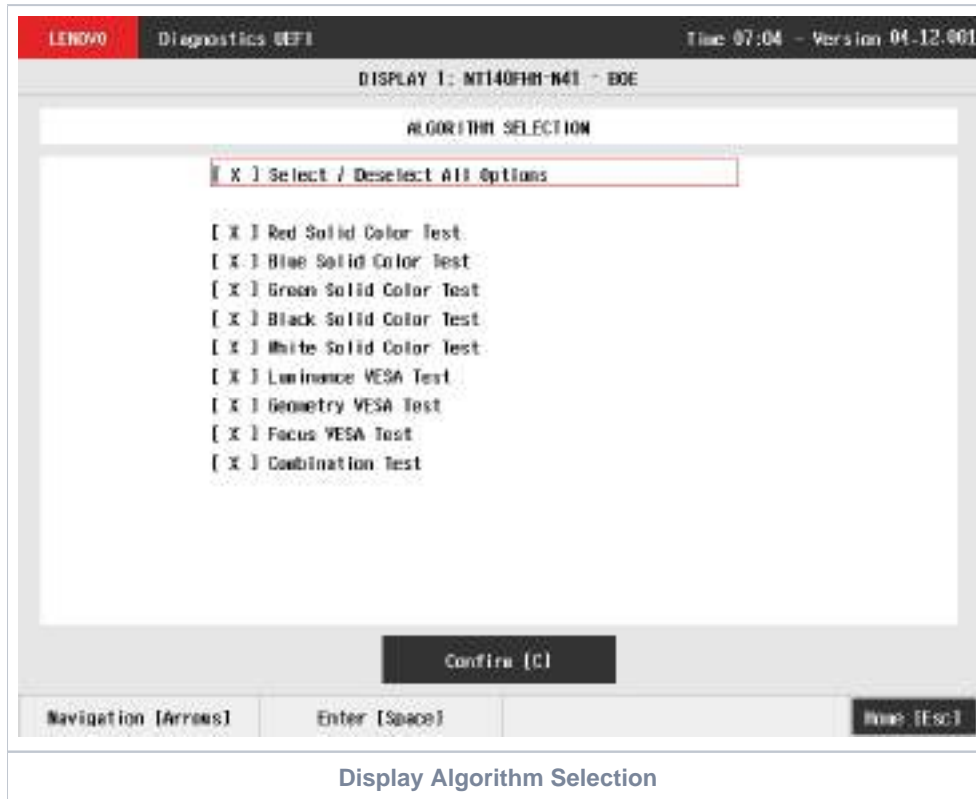 LENOVO Diagnostics UEFI Time 07:04 - Version 04.12.001
DISPLAY 1: NT140FHM-N41 - BOE
ALGORITHM SELECTION
[ X ] Select / Deselect All Options
[ X ] Red Solid Color Test
[ X ] Blue Solid Color Test
[ X ] Green Solid Color Test
[ X ] Black Solid Color Test
[ X ] White Solid Color Test
[ X ] Luminance VESA Test
[ X ] Geometry VESA Test
[ X ] Focus VESA Test
[ X ] Combination Test
Confirm [C]
Navigation [Arrows] Enter [Space] Home [Esc]
Display Algorithm Selection